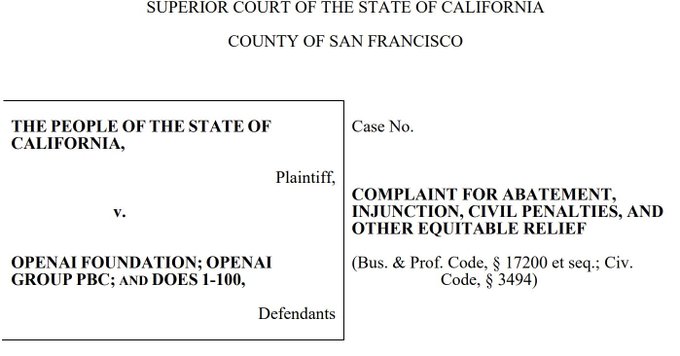 SUPERIOR COURT OF THE STATE OF CALIFORNIA
COUNTY OF SAN FRANCISCO
THE PEOPLE OF THE STATE OF
CALIFORNIA,
Plaintiff,
v.
OPENAI FOUNDATION; OPENAI
GROUP PBC; AND DOES 1-100,
Defendants
Case No.
COMPLAINT FOR ABATEMENT,
INJUNCTION, CIVIL PENALTIES, AND
OTHER EQUITABLE RELIEF
(Bus. & Prof. Code, § 17200 et seq.; Civ.
Code, § 3494)